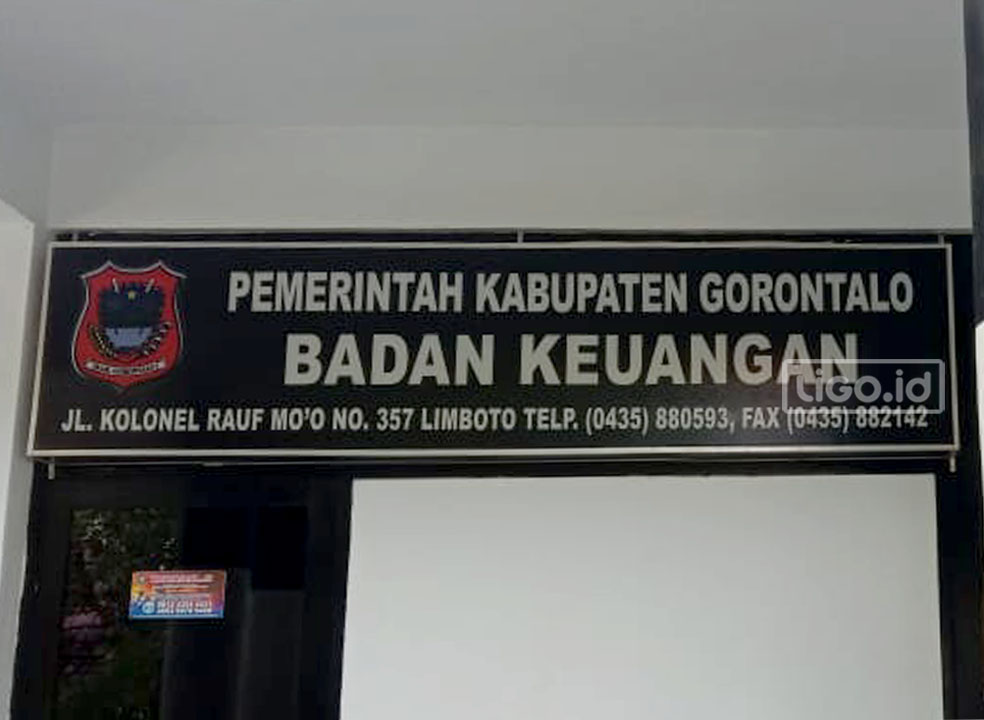 PEMERINTAH KABUPATEN GORONTALO
BADAN KEUANGAN
JL. KOLONEL RAUF MO'O NO. 357 LIMBOTO TELP. (0435) 880593, FAX (0435) 882142
tigo.id